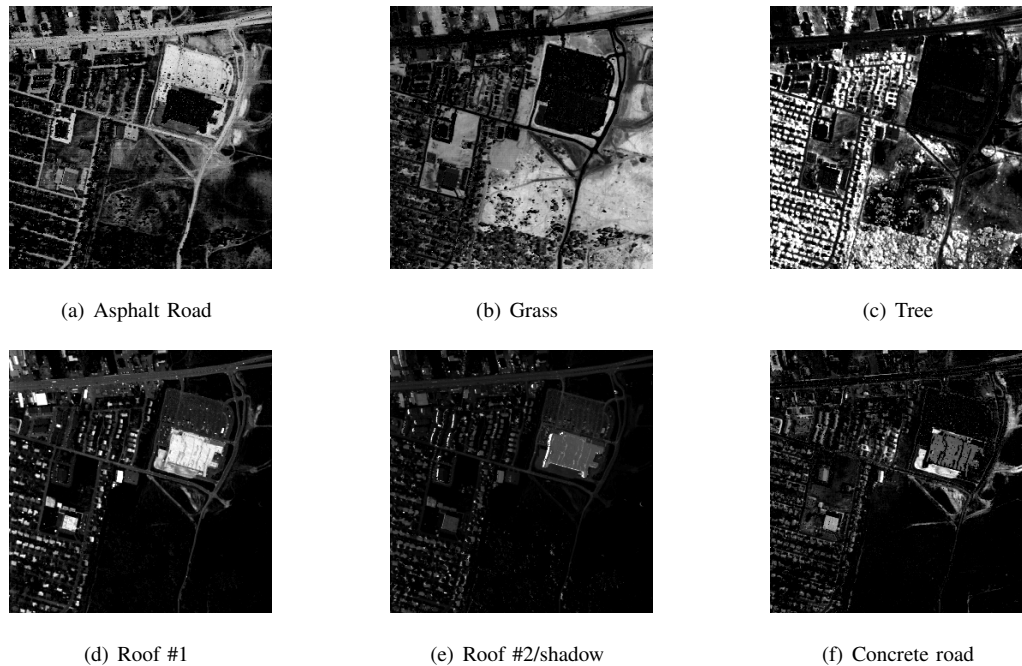 (a) Asphalt Road
(b) Grass
(c) Tree
(d) Roof #1
(e) Roof #2/shadow
(f) Concrete road